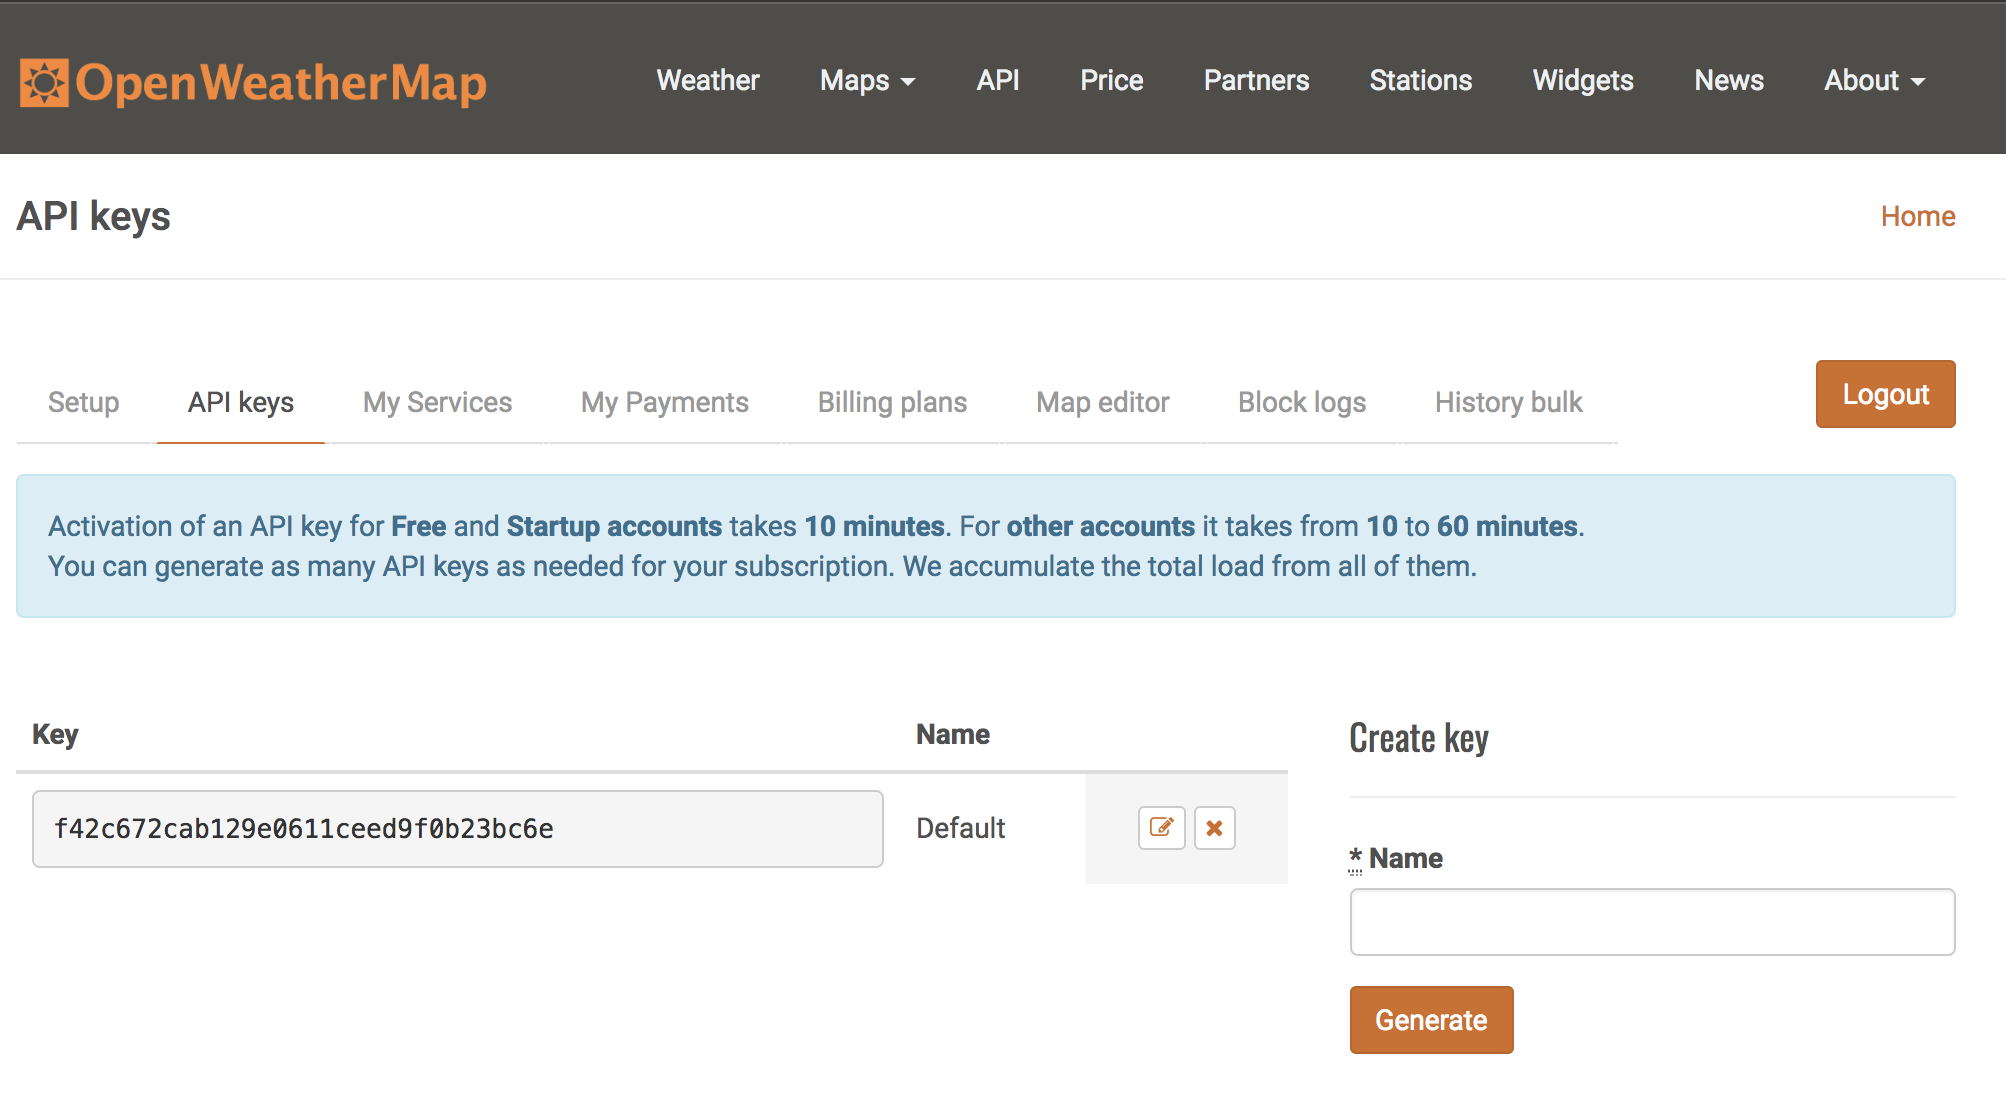 OpenWeatherMap Weather Maps API Price Partners Stations Widgets News About
API keys Home
Setup API keys My Services My Payments Billing plans Map editor Block logs History bulk Logout
Activation of an API key for Free and Startup accounts takes 10 minutes. For other accounts it takes from 10 to 60 minutes.
You can generate as many API keys as needed for your subscription. We accumulate the total load from all of them.
Key Name
f42c672cab129e0611ceed9f0b23bc6e Default
Create key
* Name
Generate